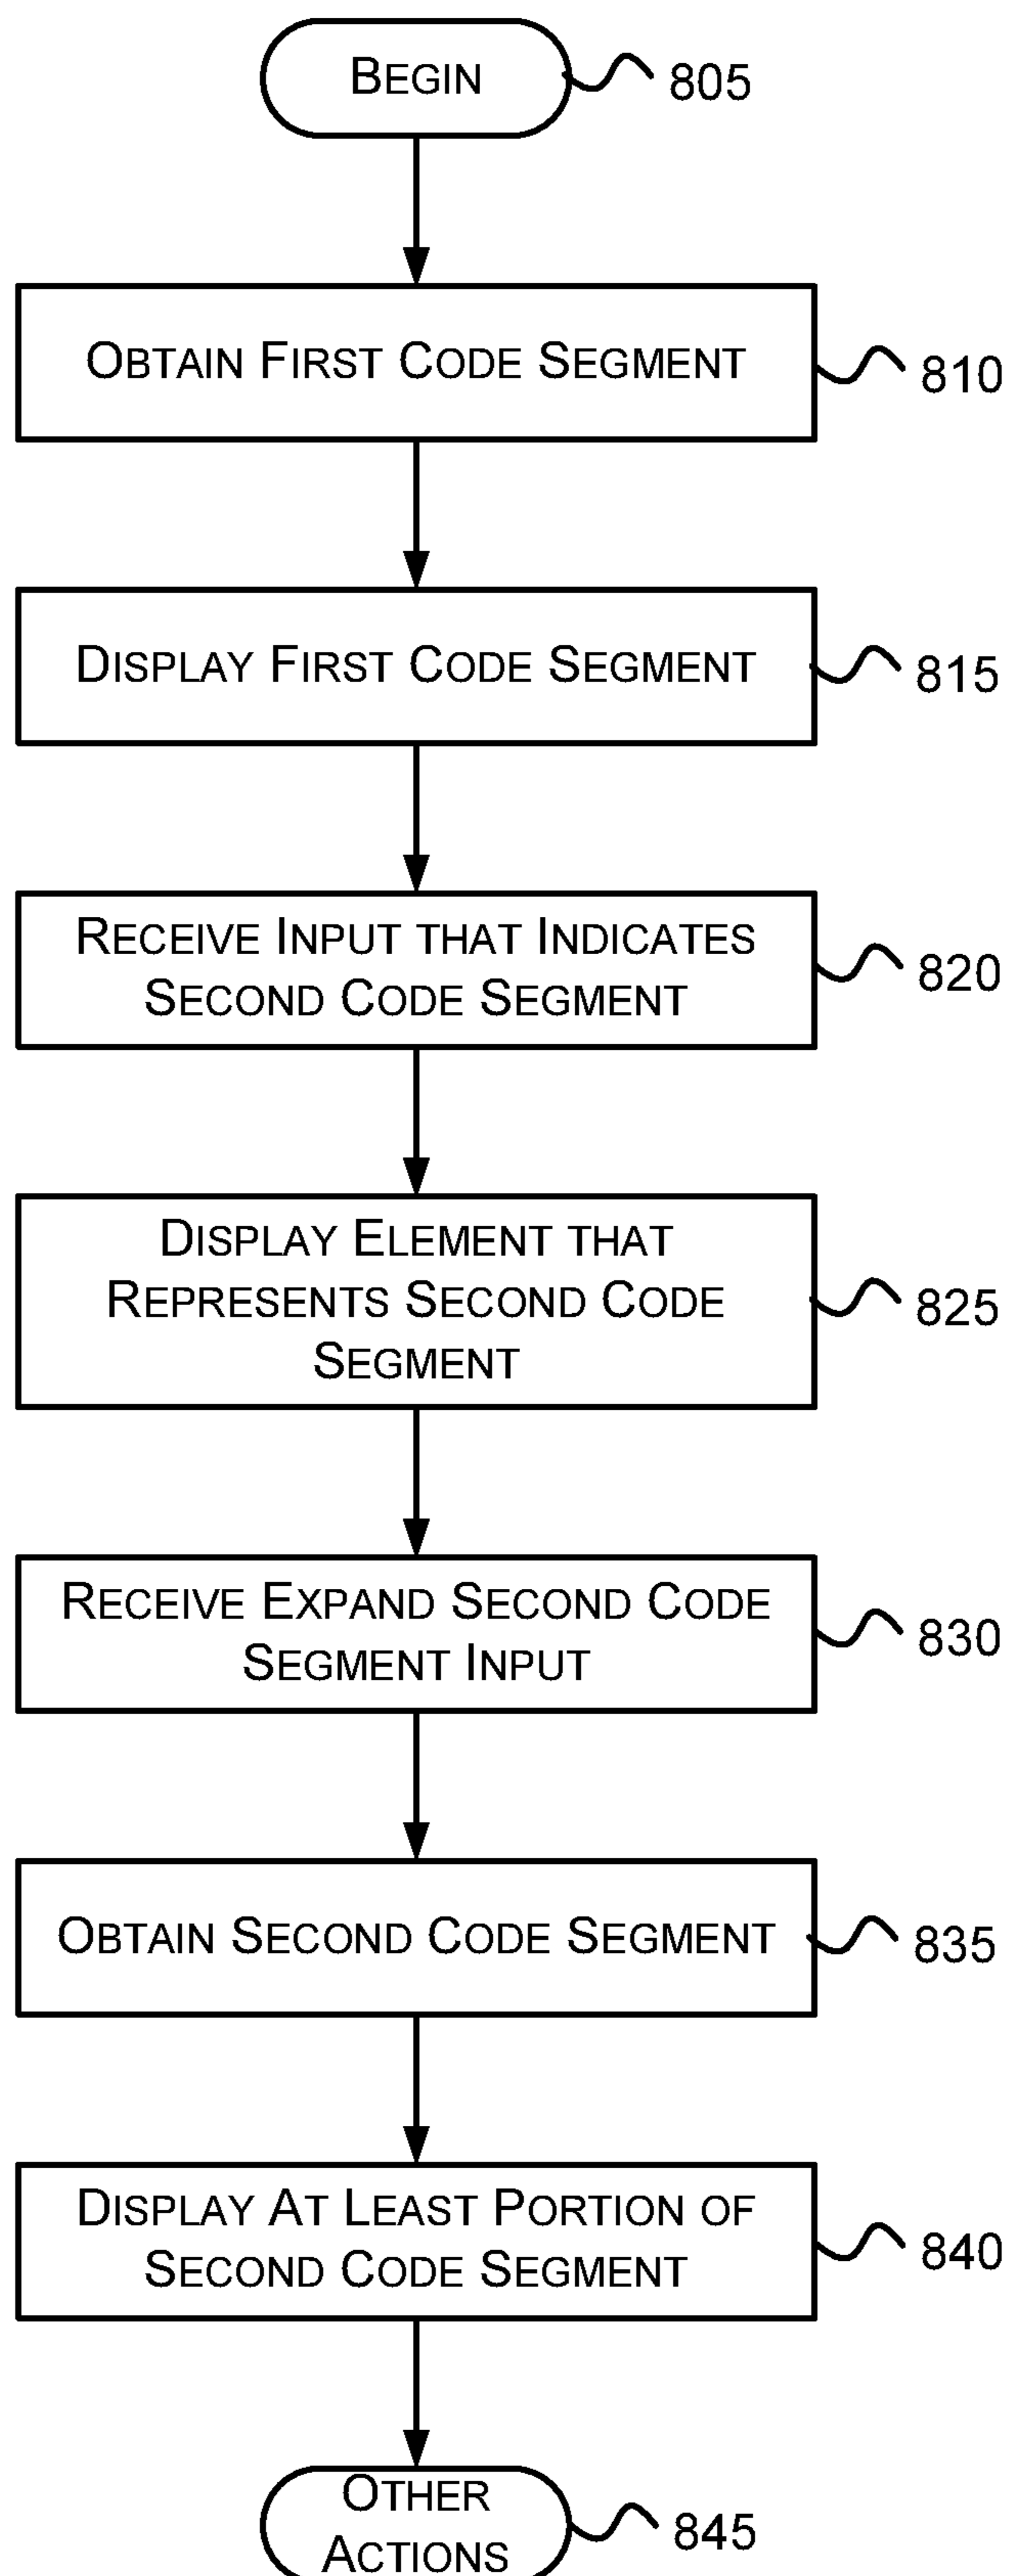 BEGIN
805
OBTAIN FIRST CODE SEGMENT
810
DISPLAY FIRST CODE SEGMENT
815
RECEIVE INPUT THAT INDICATES
SECOND CODE SEGMENT
820
DISPLAY ELEMENT THAT
REPRESENTS SECOND CODE
SEGMENT
825
RECEIVE EXPAND SECOND CODE
SEGMENT INPUT
830
OBTAIN SECOND CODE SEGMENT
835
DISPLAY AT LEAST PORTION OF
SECOND CODE SEGMENT
840
OTHER
ACTIONS
845